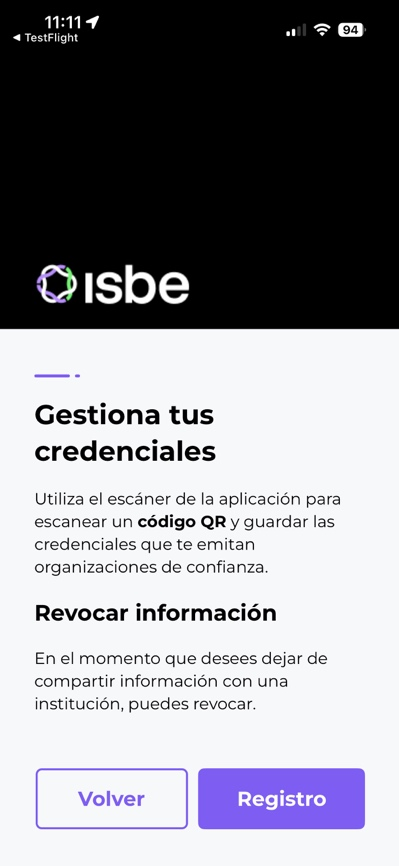 11:11
94
◀ TestFlight
isbe
Gestiona tus
credenciales
Utiliza el escáner de la aplicación para
escanear un código QR y guardar las
credenciales que te emitan
organizaciones de confianza.
Revocar información
En el momento que desees dejar de
compartir información con una
institución, puedes revocar.
Volver
Registro